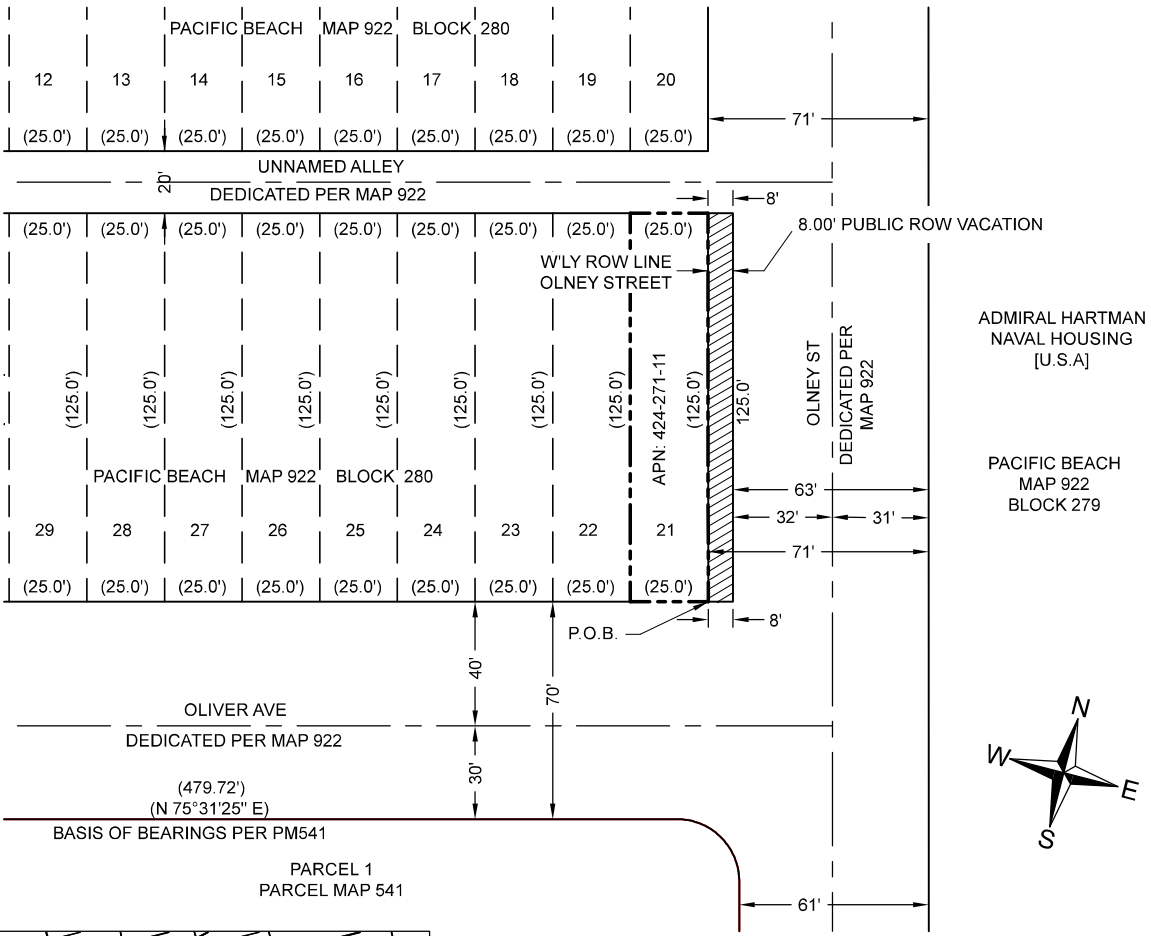 PACIFIC BEACH MAP 922 BLOCK 280
12 13 14 15 16 17 18 19 20
71'
(25.0') (25.0') (25.0') (25.0') (25.0') (25.0') (25.0') (25.0') (25.0')
UNNAMED ALLEY
20'
DEDICATED PER MAP 922
8'
(25.0') (25.0') (25.0') (25.0') (25.0') (25.0') (25.0') (25.0') (25.0')
8.00' PUBLIC ROW VACATION
W'LY ROW LINE
OLNEY STREET
ADMIRAL HARTMAN
NAVAL HOUSING
[U.S.A]
(125.0') (125.0') (125.0') (125.0') (125.0') (125.0') (125.0') (125.0') (125.0')
APN: 424-271-11
125.0'
OLNEY ST
DEDICATED PER
MAP 922
PACIFIC BEACH MAP 922 BLOCK 280
PACIFIC BEACH
MAP 922
BLOCK 279
63'
32' 31'
29 28 27 26 25 24 23 22 21
71'
(25.0') (25.0') (25.0') (25.0') (25.0') (25.0') (25.0') (25.0') (25.0')
8'
P.O.B.
40'
70'
OLIVER AVE
DEDICATED PER MAP 922
30'
N
W
E
S
(479.72')
(N 75°31'25" E)
BASIS OF BEARINGS PER PM541
PARCEL 1
PARCEL MAP 541
61'